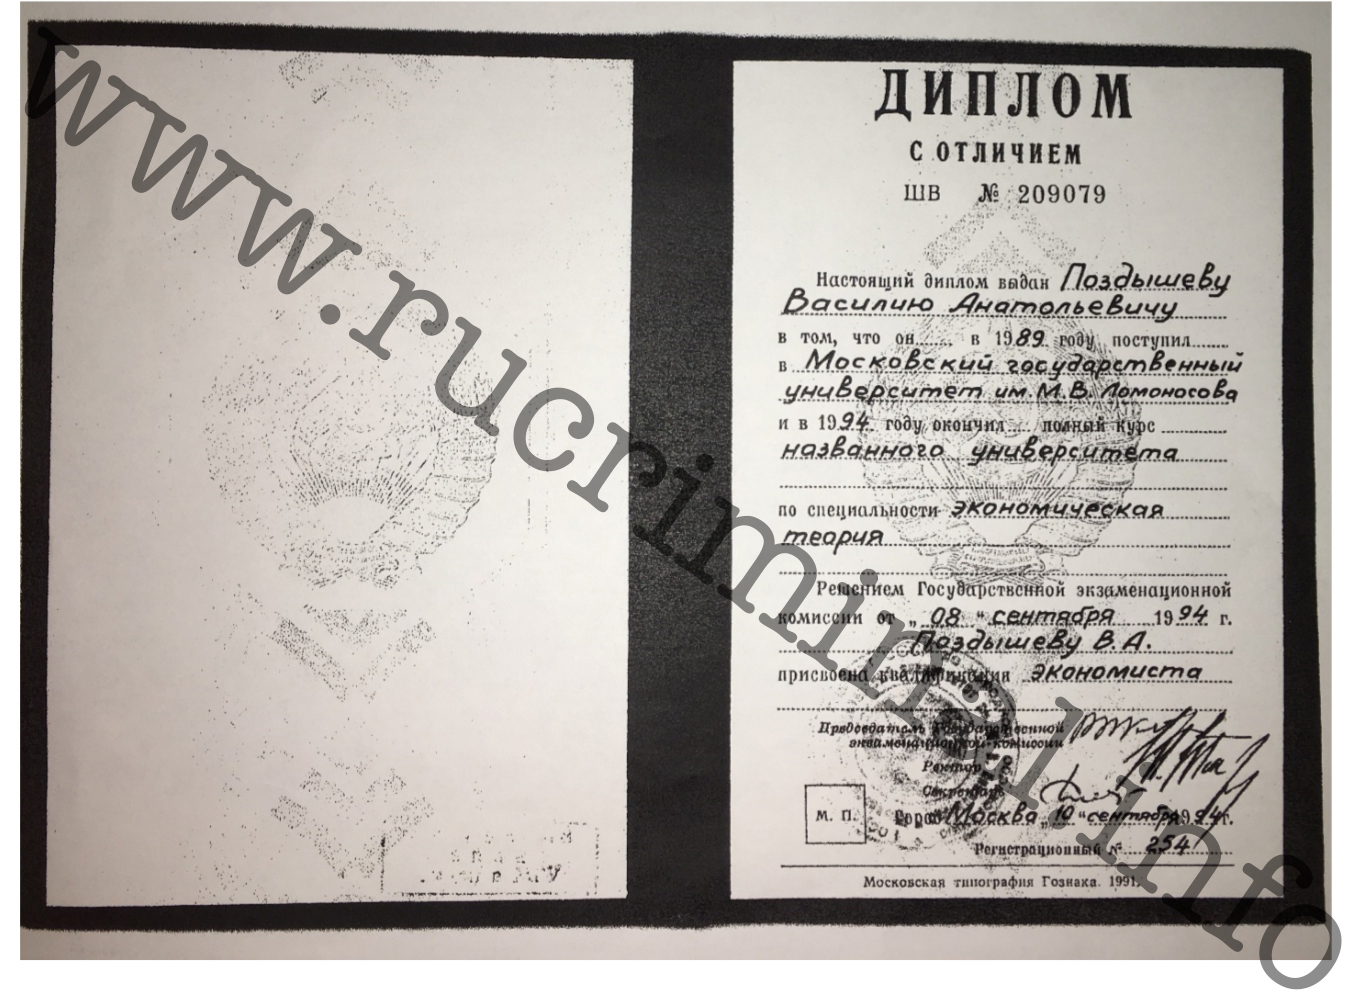 www.rucriminal.info
ДИПЛОМ
С ОТЛИЧИЕМ
ШВ № 209079
Настоящий диплом выдан Поздышеву
Василию Анатольевичу
в том, что он в 1989 году поступил
в Московский государственный
университет им. М.В. Ломоносова
и в 1994 году окончил полный курс
названного университета
по специальности экономическая
теория
Решением Государственной экзаменационной
комиссии от „08“ сентября 1994 г.
Поздышеву В.А.
присвоена квалификация экономиста
Председатель Государственной
экзаменационной комиссии
Ректор
Секретарь
М. П.
Город Москва „10“ сентября 1994 г.
Регистрационный № 254
Московская типография Гознака. 1991.